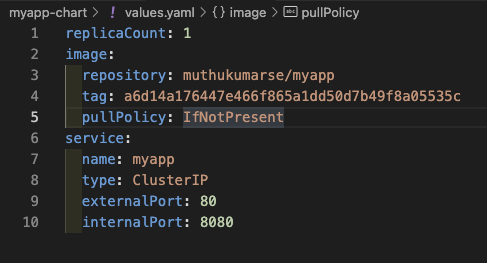 myapp-chart > ! values.yaml > {} image > abc pullPolicy
1 replicaCount: 1
2 image:
3   repository: muthukumarse/myapp
4   tag: a6d14a176447e466f865a1dd50d7b49f8a05535c
5   pullPolicy: IfNotPresent
6 service:
7   name: myapp
8   type: ClusterIP
9   externalPort: 80
10   internalPort: 8080